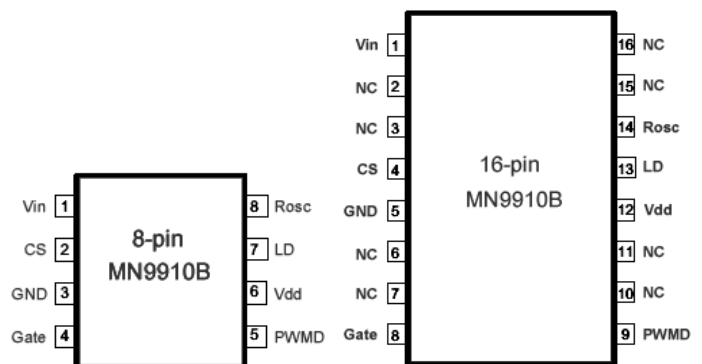 Vin 1
CS 2
GND 3
Gate 4
8-pin
MN9910B
8 Rosc
7 LD
6 Vdd
5 PWMD
Vin 1
NC 2
NC 3
CS 4
GND 5
NC 6
NC 7
Gate 8
16-pin
MN9910B
16 NC
15 NC
14 Rosc
13 LD
12 Vdd
11 NC
10 NC
9 PWMD